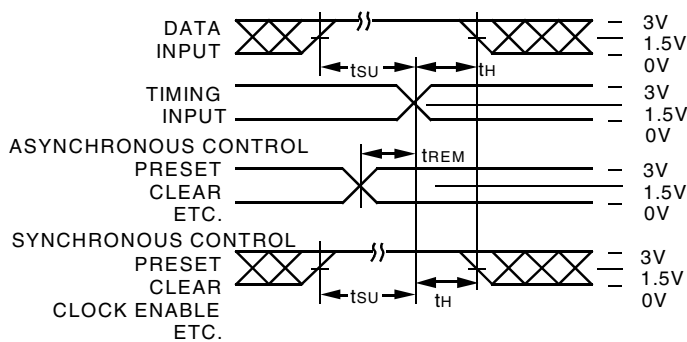 DATA
INPUT
tSU
tH
3V
1.5V
0V
TIMING
INPUT
3V
1.5V
0V
ASYNCHRONOUS CONTROL
PRESET
CLEAR
ETC.
tREM
3V
1.5V
0V
SYNCHRONOUS CONTROL
PRESET
CLEAR
CLOCK ENABLE
ETC.
tSU
tH
3V
1.5V
0V